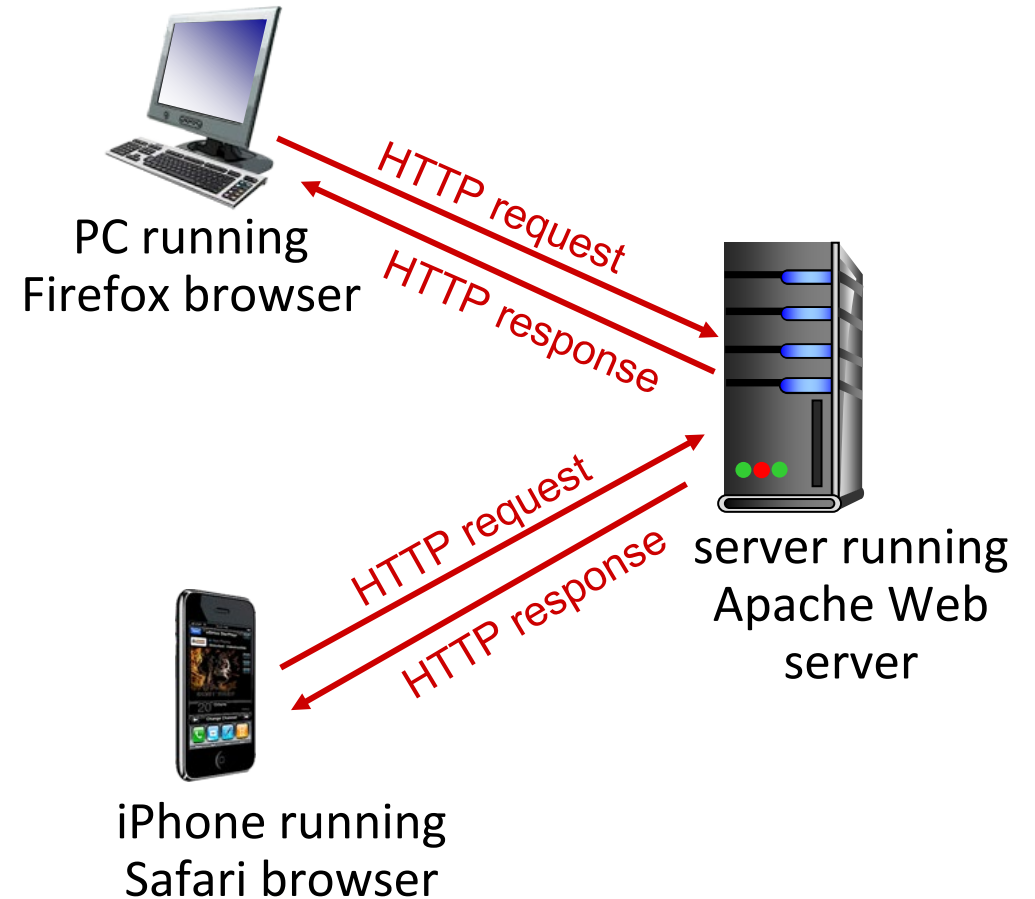 HTTP request
HTTP response
PC running
Firefox browser
HTTP request
HTTP response
server running
Apache Web
server
iPhone running
Safari browser